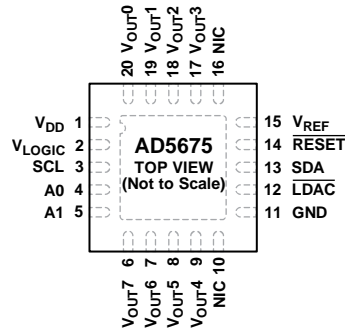 20 VOUT0
19 VOUT1
18 VOUT2
17 VOUT3
16 NIC
VDD 1
VLOGIC 2
SCL 3
A0 4
A1 5
AD5675
TOP VIEW
(Not to Scale)
15 VREF
14 RESET
13 SDA
12 LDAC
11 GND
VOUT7 6
VOUT6 7
VOUT5 8
VOUT4 9
NIC 10